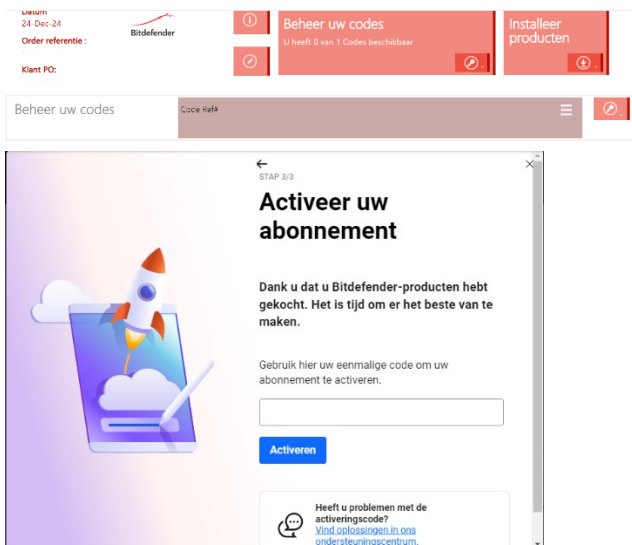 Datum
24-Dec-24
Order referentie :
Klant PO:
Bitdefender
Beheer uw codes
U heeft 0 van 1 Codes beschikbaar
Installeer
producten
Beheer uw codes
Code Ref#
STAP 3/3
Activeer uw
abonnement
Dank u dat u Bitdefender-producten hebt
gekocht. Het is tijd om er het beste van te
maken.
Gebruik hier uw eenmalige code om uw
abonnement te activeren.
Activeren
Heeft u problemen met de
activeringscode?
Vind oplossingen in ons
ondersteuningscentrum.